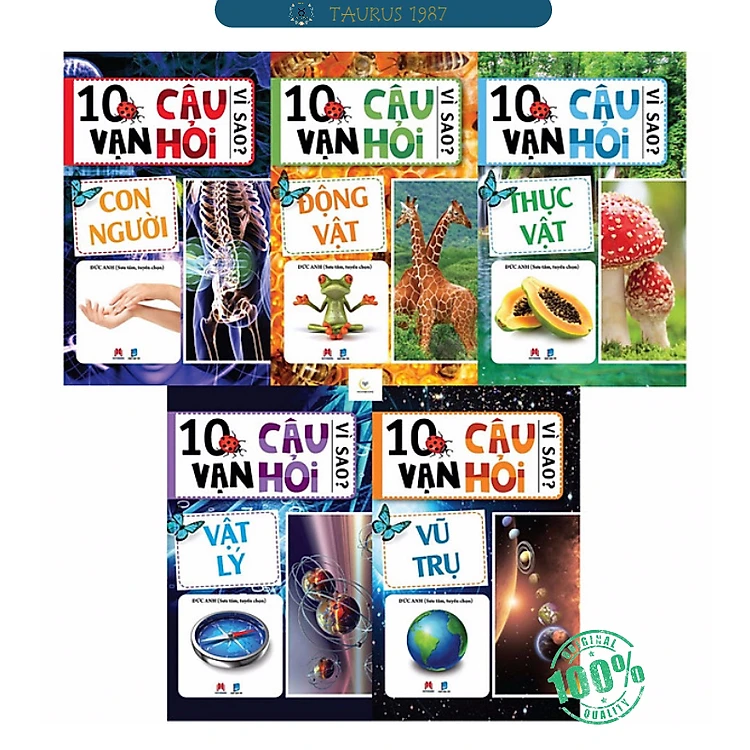 TAURUS 1987
10 CÂU
VẠN HỎI
VÌ SAO?
CON
NGƯỜI
ĐỨC ANH (Sưu tầm, tuyển chọn)
10 CÂU
VẠN HỎI
VÌ SAO?
ĐỘNG
VẬT
ĐỨC ANH (Sưu tầm, tuyển chọn)
10 CÂU
VẠN HỎI
VÌ SAO?
THỰC
VẬT
ĐỨC ANH (Sưu tầm, tuyển chọn)
10 CÂU
VẠN HỎI
VÌ SAO?
VẬT
LÝ
ĐỨC ANH (Sưu tầm, tuyển chọn)
10 CÂU
VẠN HỎI
VÌ SAO?
VŨ
TRỤ
ĐỨC ANH (Sưu tầm, tuyển chọn)
ORIGINAL
100%
QUALITY